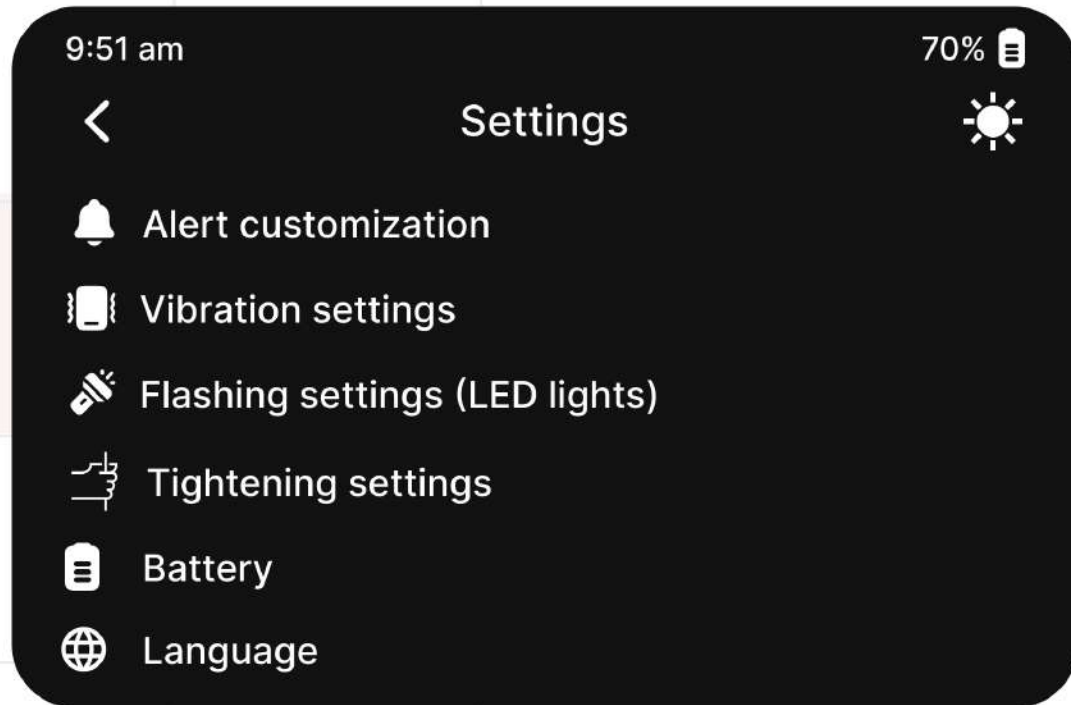 9:51 am 70%
Settings
Alert customization
Vibration settings
Flashing settings (LED lights)
Tightening settings
Battery
Language